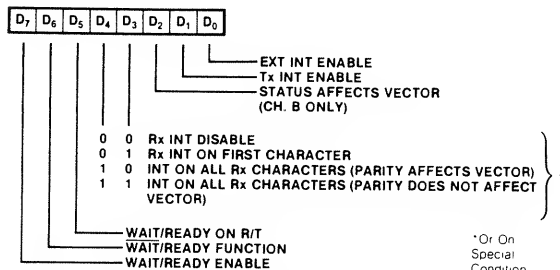 D7 D6 D5 D4 D3 D2 D1 D0
EXT INT ENABLE
Tx INT ENABLE
STATUS AFFECTS VECTOR
(CH. B ONLY)
0 0 Rx INT DISABLE
0 1 Rx INT ON FIRST CHARACTER
1 0 INT ON ALL Rx CHARACTERS (PARITY AFFECTS VECTOR)
1 1 INT ON ALL Rx CHARACTERS (PARITY DOES NOT AFFECT
VECTOR)
WAIT/READY ON R/T
WAIT/READY FUNCTION
WAIT/READY ENABLE
*Or On
Special
Condition